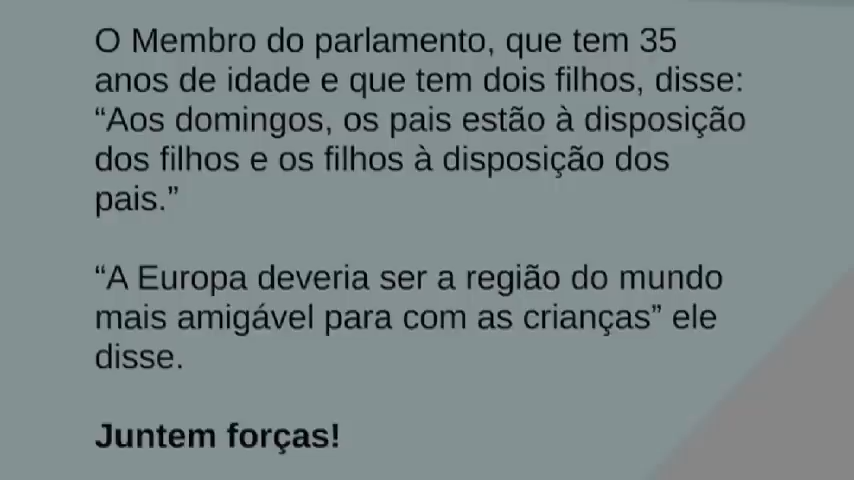 O Membro do parlamento, que tem 35
anos de idade e que tem dois filhos, disse:
“Aos domingos, os pais estão à disposição
dos filhos e os filhos à disposição dos
pais.”
“A Europa deveria ser a região do mundo
mais amigável para com as crianças” ele
disse.
Juntem forças!